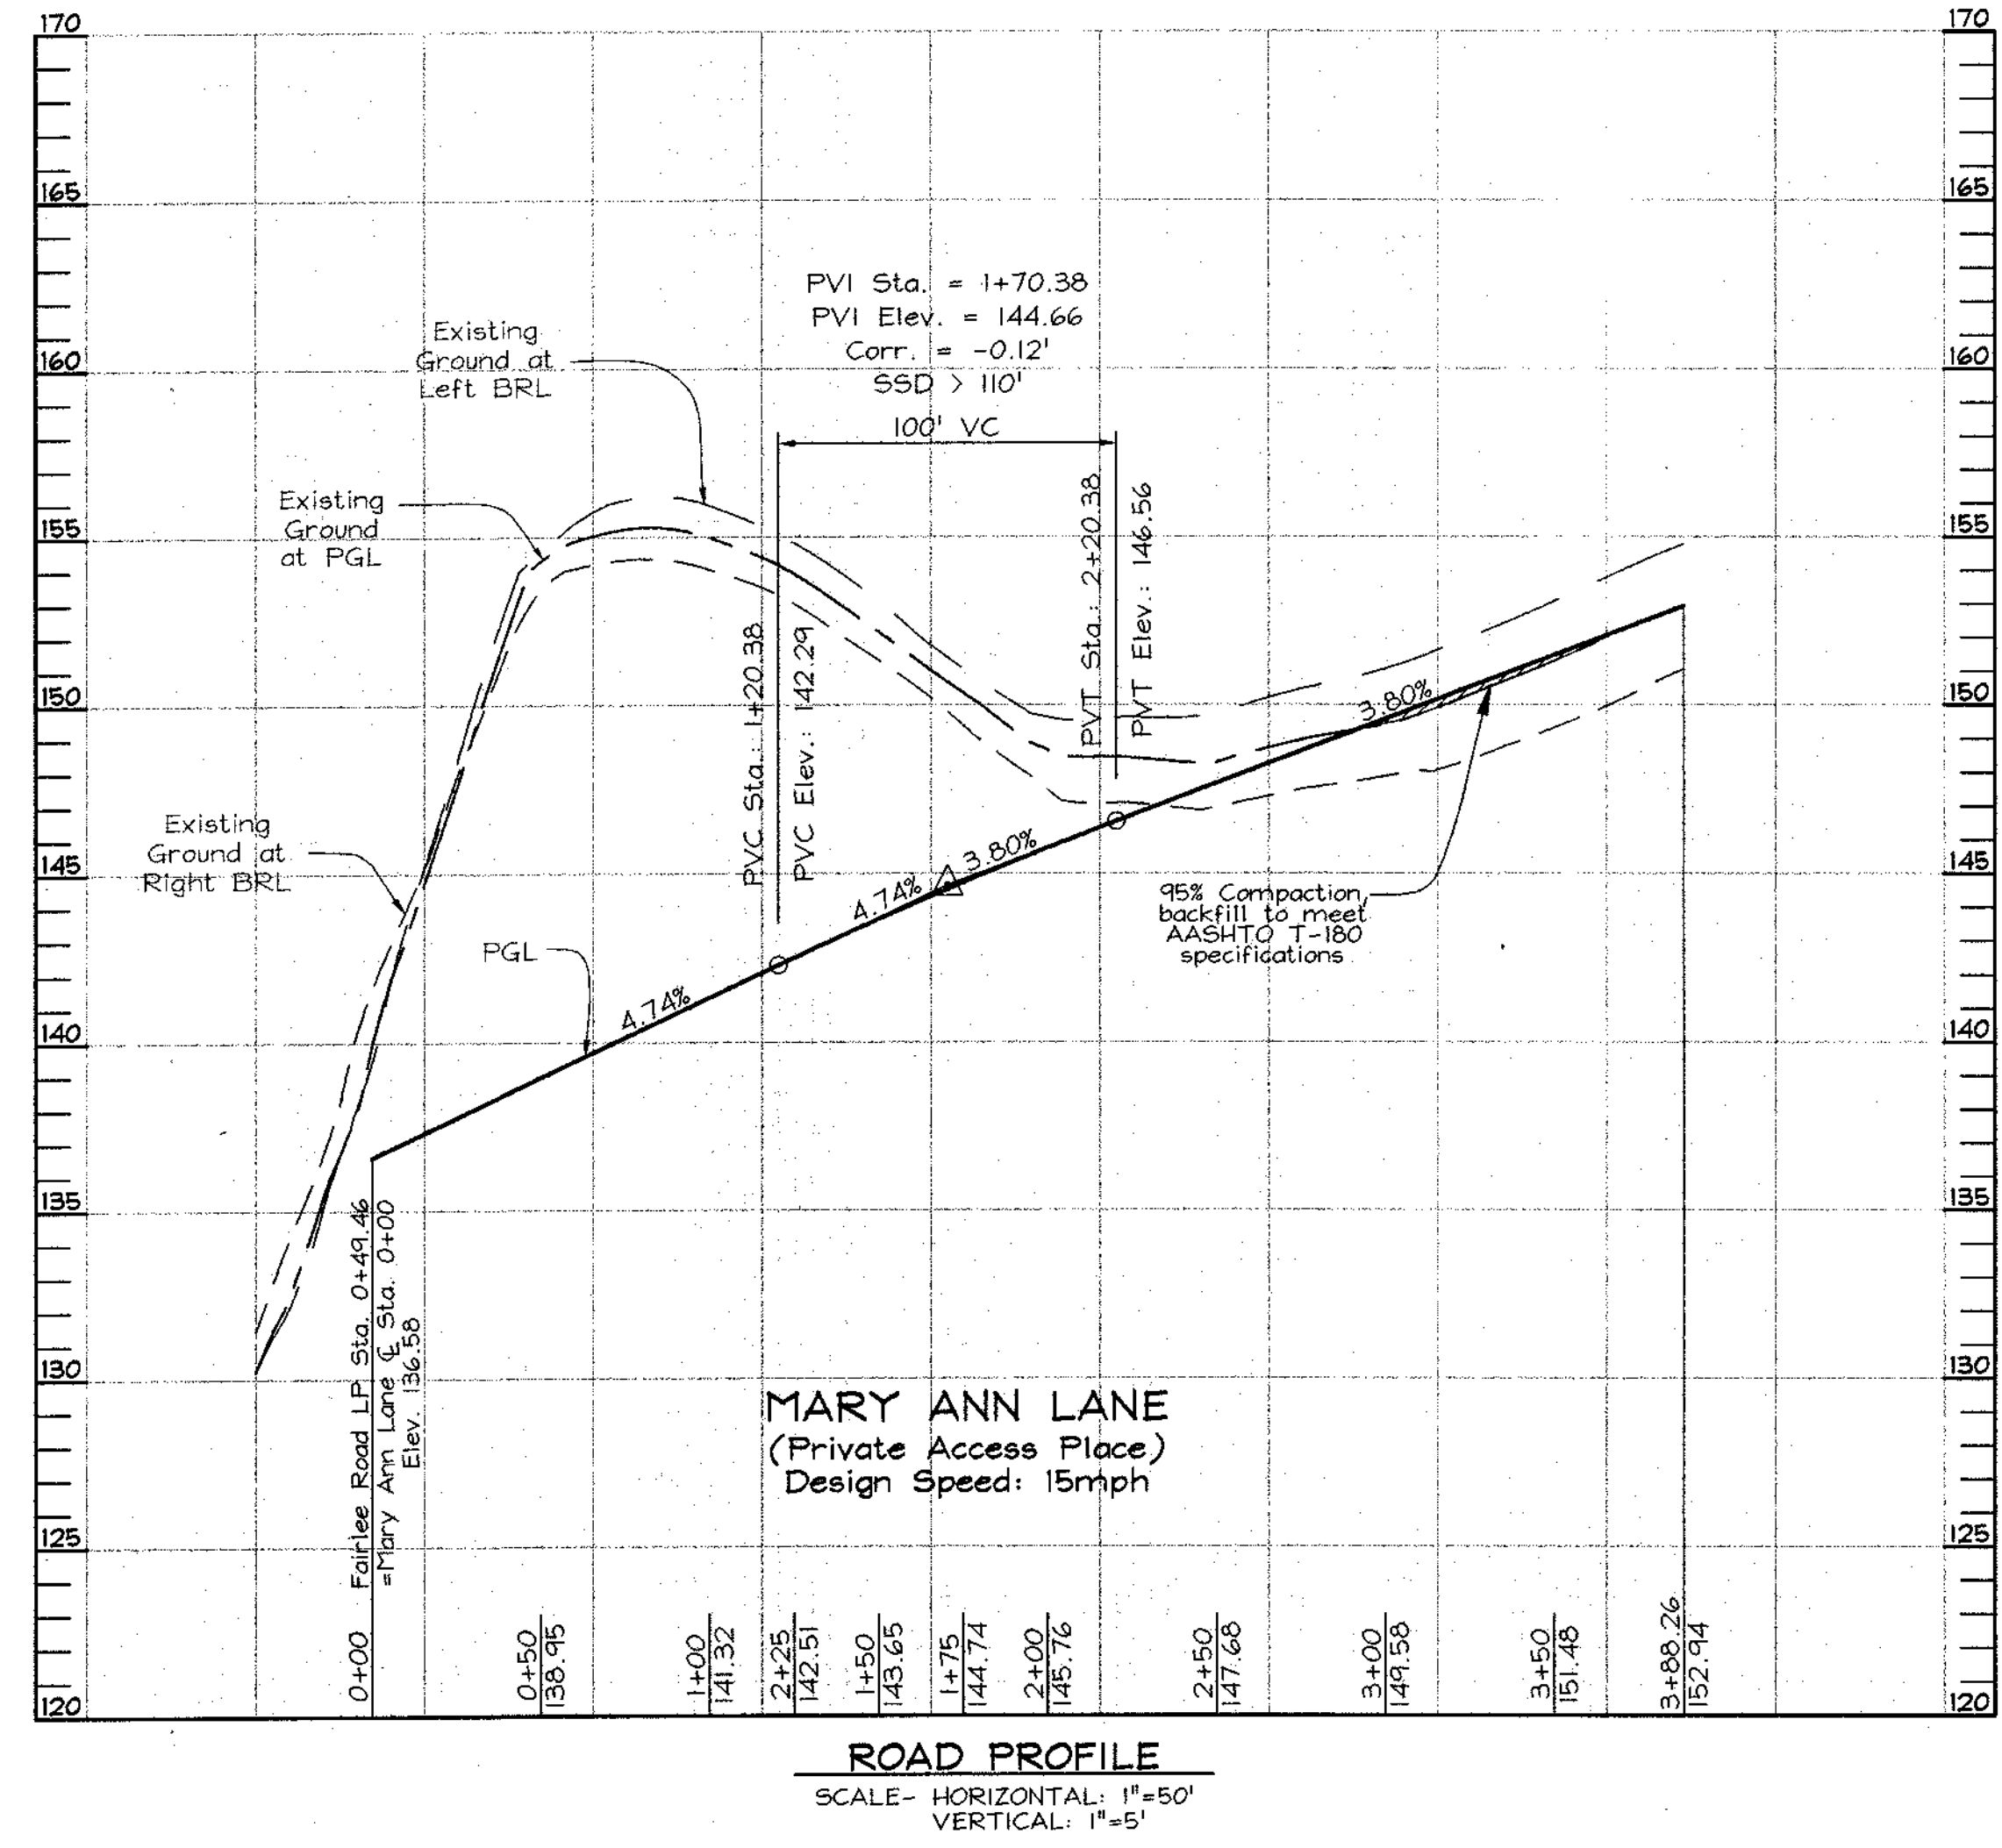 170
170
165
165
160
160
155
155
150
150
145
145
140
140
135
135
130
130
125
125
120
120
PVI Sta. = 1+70.38
PVI Elev. = 144.66
Corr. = -0.12'
SSD > 110'
100' VC
Existing
Ground at
Left BRL
Existing
Ground
at PGL
Existing
Ground at
Right BRL
PGL
PVC Sta.: 1+20.38
PVC Elev.: 142.29
PVT Sta.: 2+20.38
PVT Elev.: 146.56
4.74%
4.74%
3.80%
3.80%
95% Compaction,
backfill to meet
AASHTO T-180
specifications
Fairlee Road LP Sta. 0+49.46
=Mary Ann Lane ℄ Sta. 0+00
Elev. 136.58
MARY ANN LANE
(Private Access Place)
Design Speed: 15mph
0+00
0+50
138.95
1+00
141.32
2+25
142.51
1+50
143.65
1+75
144.74
2+00
145.76
2+50
147.68
3+00
149.58
3+50
151.48
3+88.26
152.94
ROAD PROFILE
SCALE- HORIZONTAL: 1"=50'
VERTICAL: 1"=5'